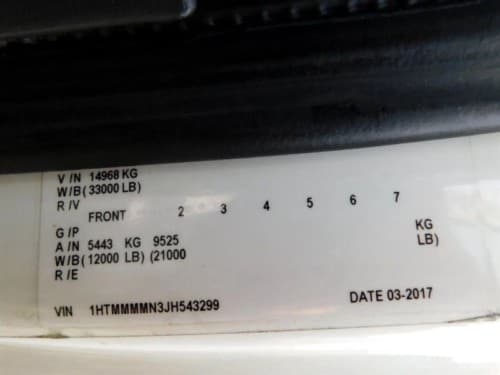 V/N 14968 KG
W/B(33000 LB)
R/V
FRONT 2 3 4 5 6 7
G/P KG
A/N 5443 KG 9525 LB)
W/B(12000 LB) (21000
R/E
VIN 1HTMMMMN3JH543299 DATE 03-2017